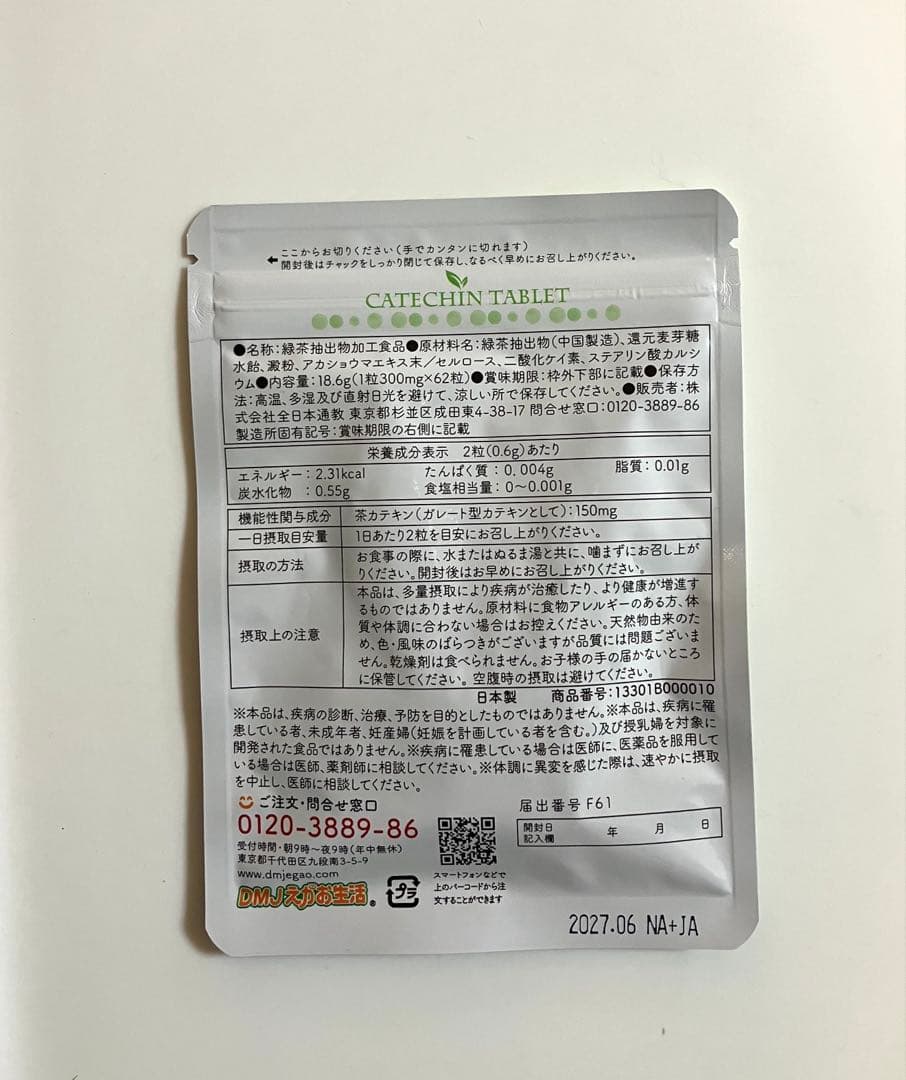 ここからお切りください(手でカンタンに切れます)
開封後はチャックをしっかり閉じて保存し、なるべく早めにお召し上がりください。
CATECHIN TABLET
●名称:緑茶抽出物加工食品●原材料名:緑茶抽出物(中国製造)、還元麦芽糖
水飴、澱粉、アカショウマエキス末/セルロース、二酸化ケイ素、ステアリン酸カルシ
ウム●内容量:18.6g(1粒300mg×62粒)●賞味期限:枠外下部に記載●保存方
法:高温、多湿及び直射日光を避けて、涼しい所で保存してください。●販売者:株
式会社全日本通教 東京都杉並区成田東4-38-17 問合せ窓口:0120-3889-86
製造所固有記号:賞味期限の右側に記載
栄養成分表示 2粒(0.6g)あたり
エネルギー:2.31kcal たんぱく質:0.004g 脂質:0.01g
炭水化物 :0.55g 食塩相当量:0〜0.001g
機能性関与成分 茶カテキン(ガレート型カテキンとして):150mg
一日摂取目安量 1日あたり2粒を目安にお召し上がりください。
摂取の方法 お食事の際に、水またはぬるま湯と共に、噛まずにお召し上が
りください。開封後はお早めにお召し上がりください。
摂取上の注意 本品は、多量摂取により疾病が治癒したり、より健康が増進す
るものではありません。原材料に食物アレルギーのある方、体
質や体調に合わない場合はお控えください。天然物由来のた
め、色・風味のばらつきがございますが品質には問題ございま
せん。乾燥剤は食べられません。お子様の手の届かないところ
に保管してください。空腹時の摂取は避けてください。
日本製 商品番号:13301B000010
※本品は、疾病の診断、治療、予防を目的としたものではありません。※本品は、疾病に罹
患している者、未成年者、妊産婦(妊娠を計画している者を含む。)及び授乳婦を対象に
開発された食品ではありません。※疾病に罹患している場合は医師に、医薬品を服用して
いる場合は医師、薬剤師に相談してください。※体調に異変を感じた際は、速やかに摂取
を中止し、医師に相談してください。
ご注文・問合せ窓口
0120-3889-86
受付時間・朝9時〜夜9時(年中無休)
東京都千代田区九段南3-5-9
www.dmjegao.com
DMJえがお生活®
プラ
スマートフォンなどで
上のバーコードから注
文することができます
届出番号 F61
開封日
記入欄 年 月 日
2027.06 NA+JA